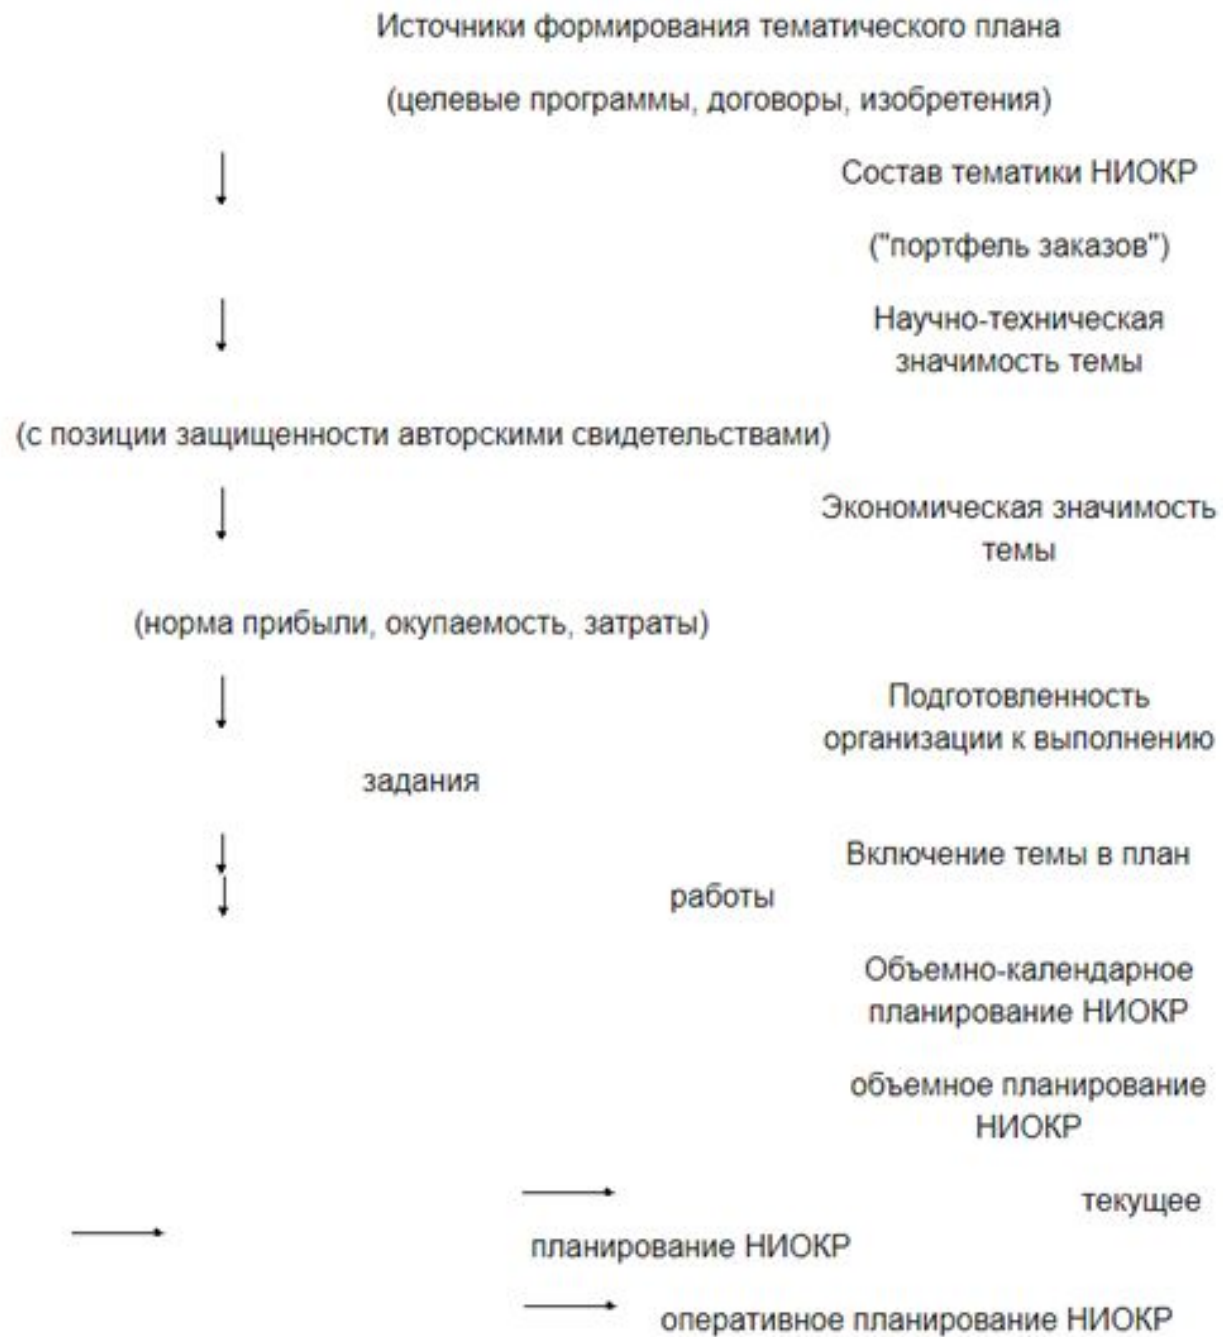 Источники формирования тематического плана
(целевые программы, договоры, изобретения)
Состав тематики НИОКР
("портфель заказов")
Научно-техническая
значимость темы
(с позиции защищенности авторскими свидетельствами)
Экономическая значимость
темы
(норма прибыли, окупаемость, затраты)
Подготовленность
организации к выполнению
задания
Включение темы в план
работы
Объемно-календарное
планирование НИОКР
объемное планирование
НИОКР
текущее
планирование НИОКР
оперативное планирование НИОКР